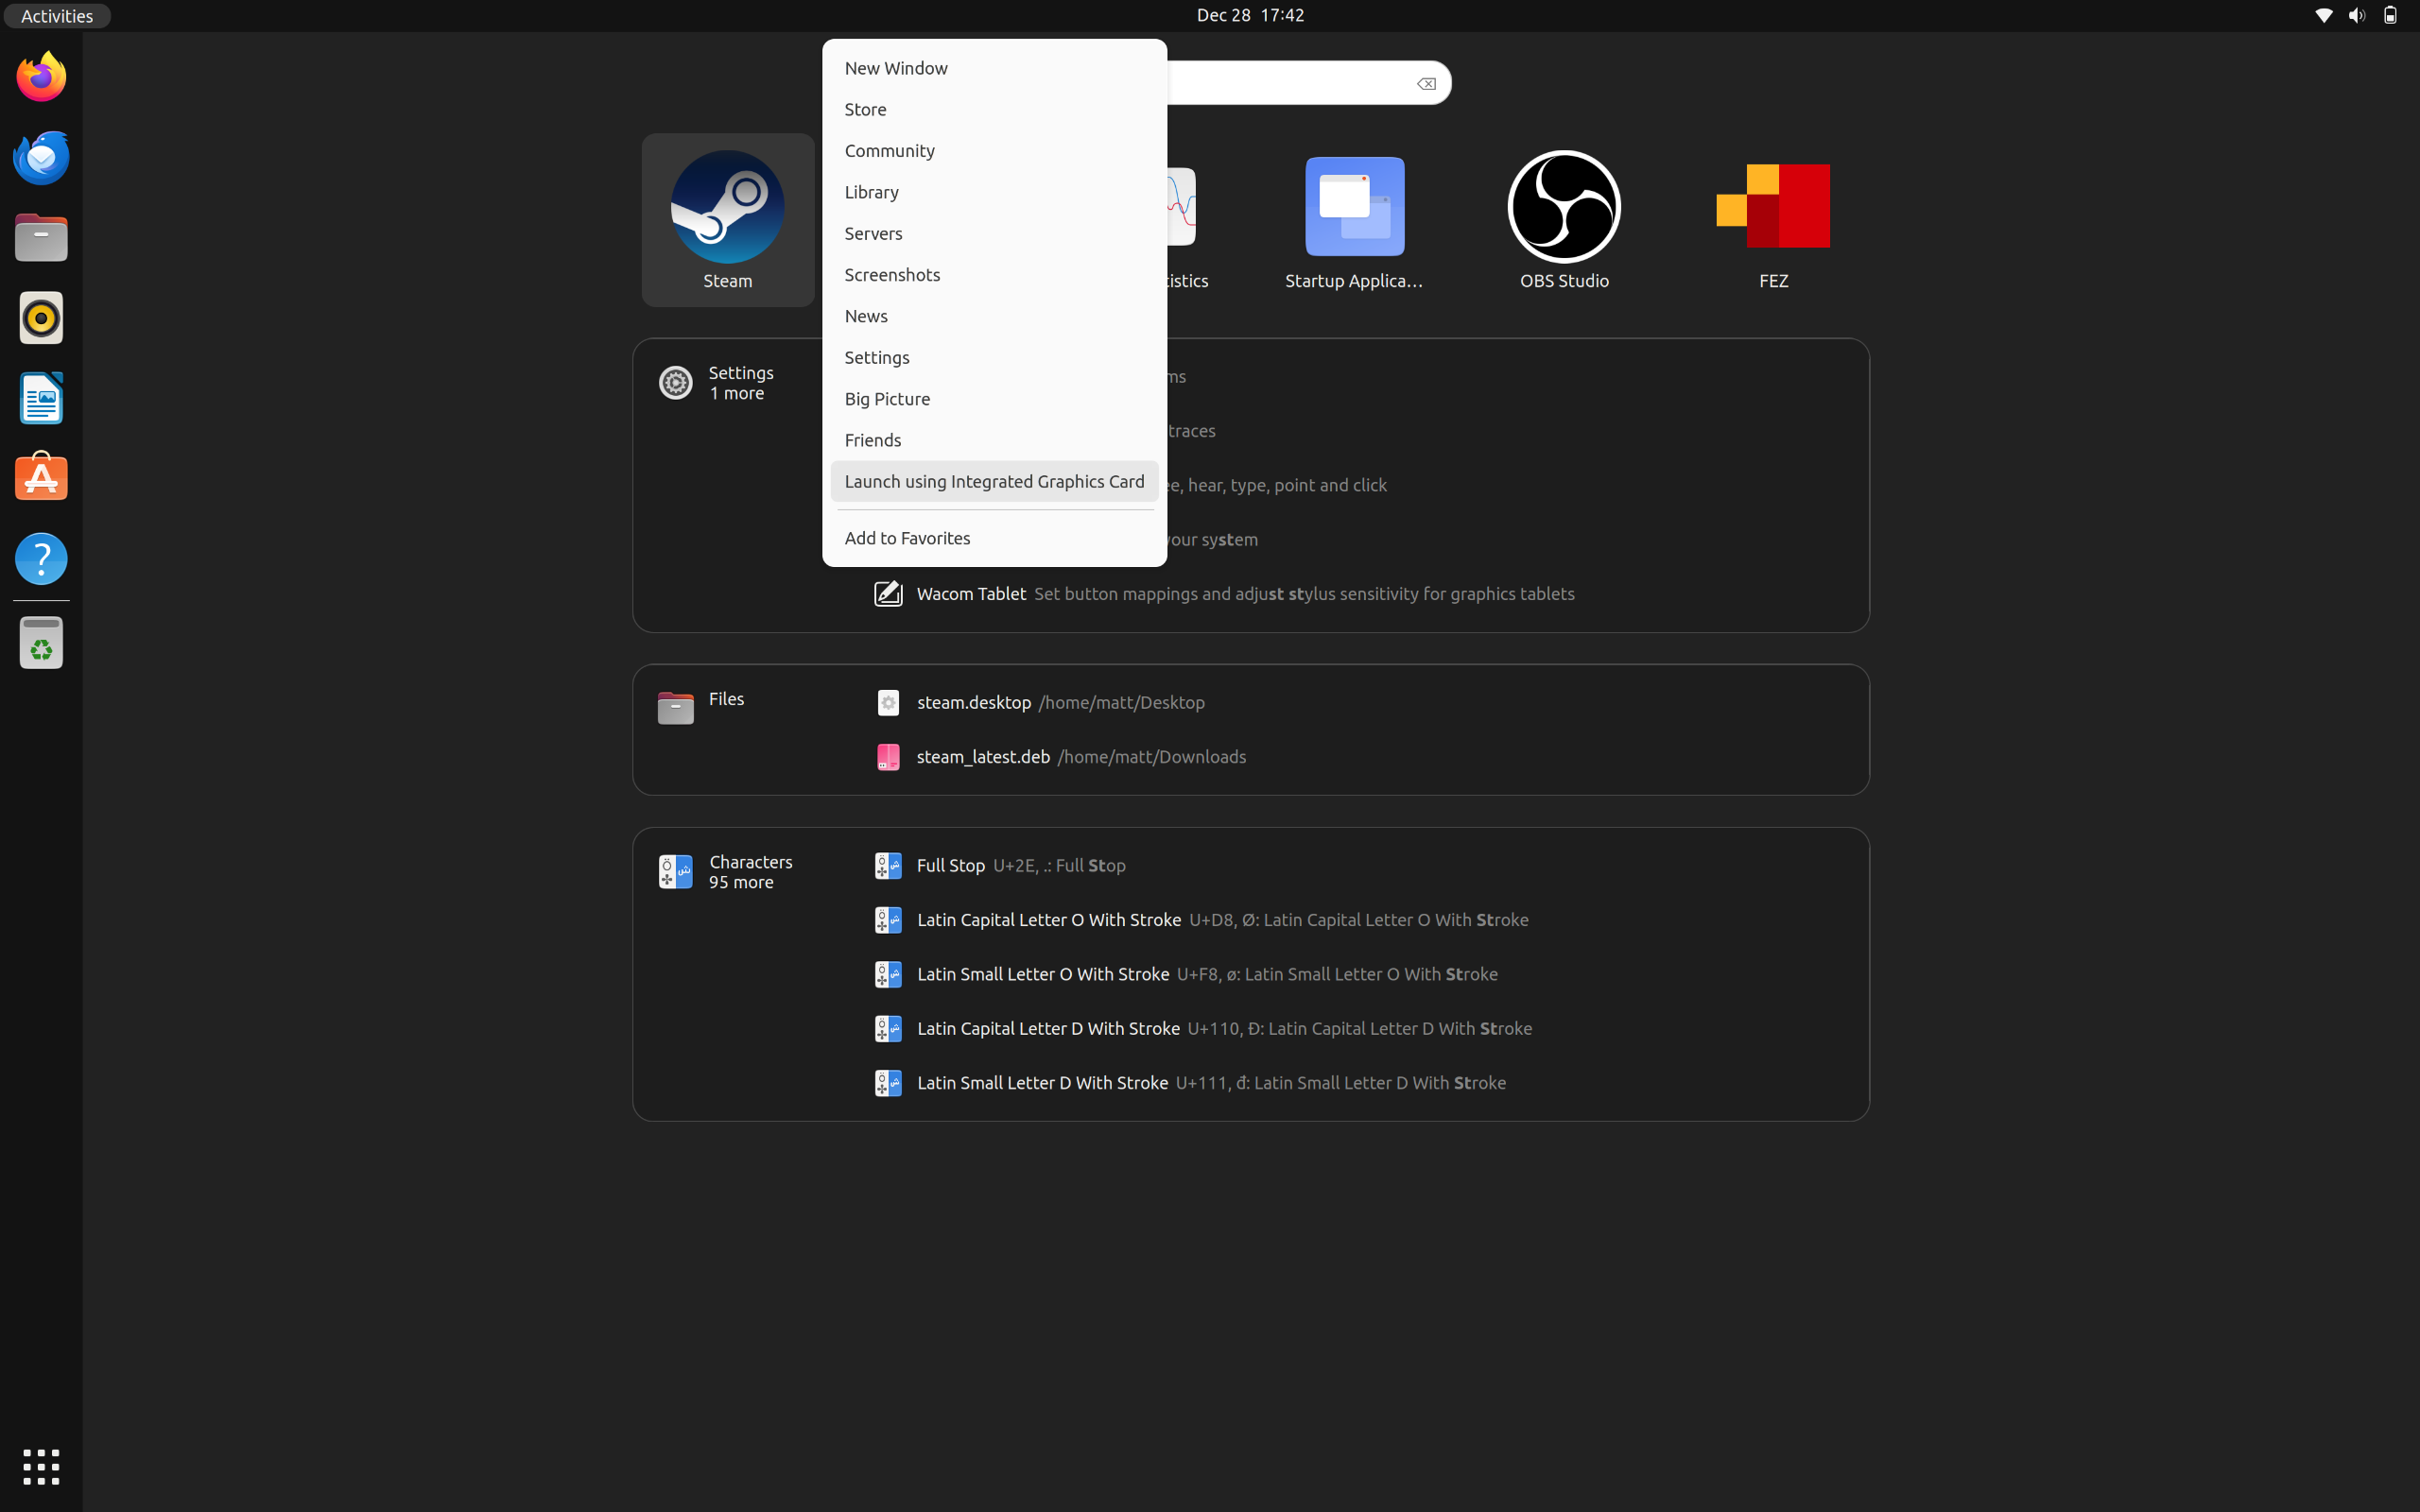 Activities
Dec 28 17:42
New Window
Store
Community
Library
Servers
Screenshots
News
Settings
Big Picture
Friends
Launch using Integrated Graphics Card
Add to Favorites
Steam
istics
Startup Applica...
OBS Studio
FEZ
Settings
1 more
ms
traces
e, hear, type, point and click
your system
Wacom Tablet Set button mappings and adjust stylus sensitivity for graphics tablets
Files
steam.desktop /home/matt/Desktop
steam_latest.deb /home/matt/Downloads
Characters
95 more
Full Stop U+2E, .: Full Stop
Latin Capital Letter O With Stroke U+D8, Ø: Latin Capital Letter O With Stroke
Latin Small Letter O With Stroke U+F8, ø: Latin Small Letter O With Stroke
Latin Capital Letter D With Stroke U+110, Đ: Latin Capital Letter D With Stroke
Latin Small Letter D With Stroke U+111, đ: Latin Small Letter D With Stroke